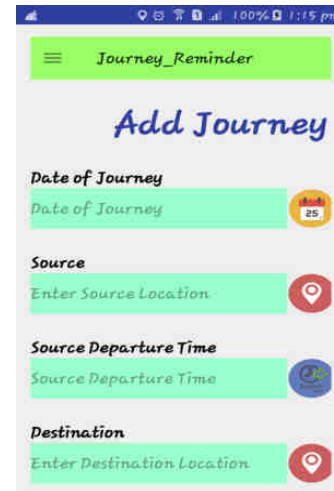 100% 1:15 pm
Journey_Reminder
Add Journey
Date of Journey
Date of Journey
25
Source
Enter Source Location
Source Departure Time
Source Departure Time
Destination
Enter Destination Location